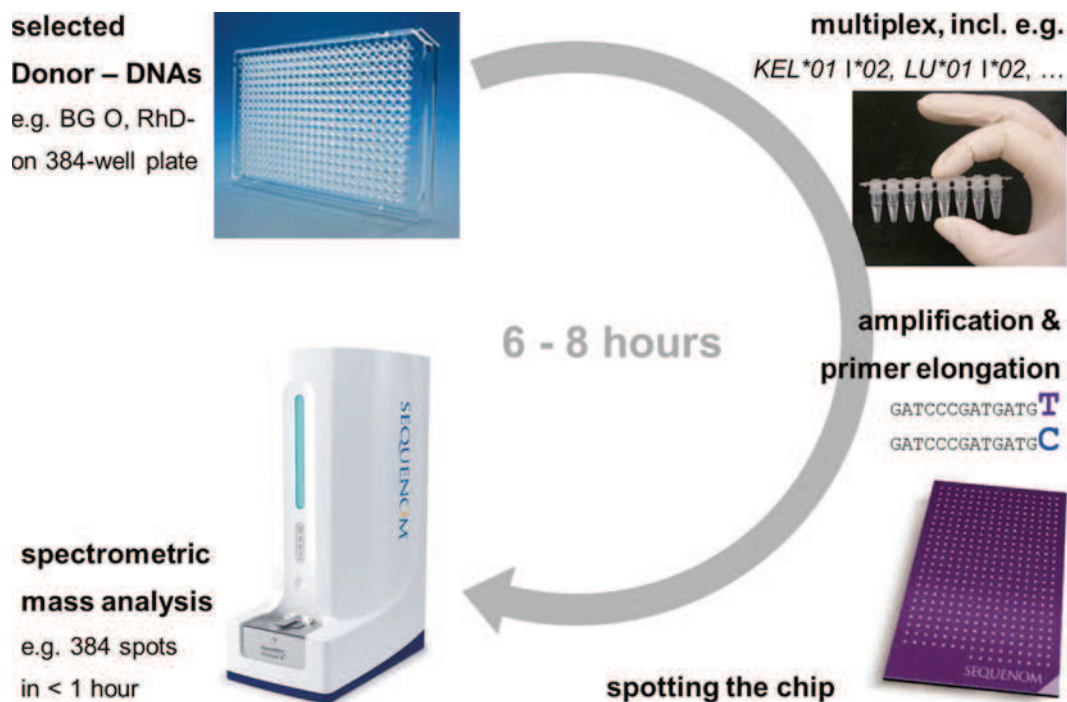 selected
Donor – DNAs
e.g. BG O, RhD-
on 384-well plate
multiplex, incl. e.g.
KEL*01 I*02, LU*01 I*02, …
amplification &
primer elongation
GATCCCGATGATGT
GATCCCGATGATGC
6 - 8 hours
SEQUENOM
spectrometric
mass analysis
e.g. 384 spots
in < 1 hour
SEQUENOM
spotting the chip